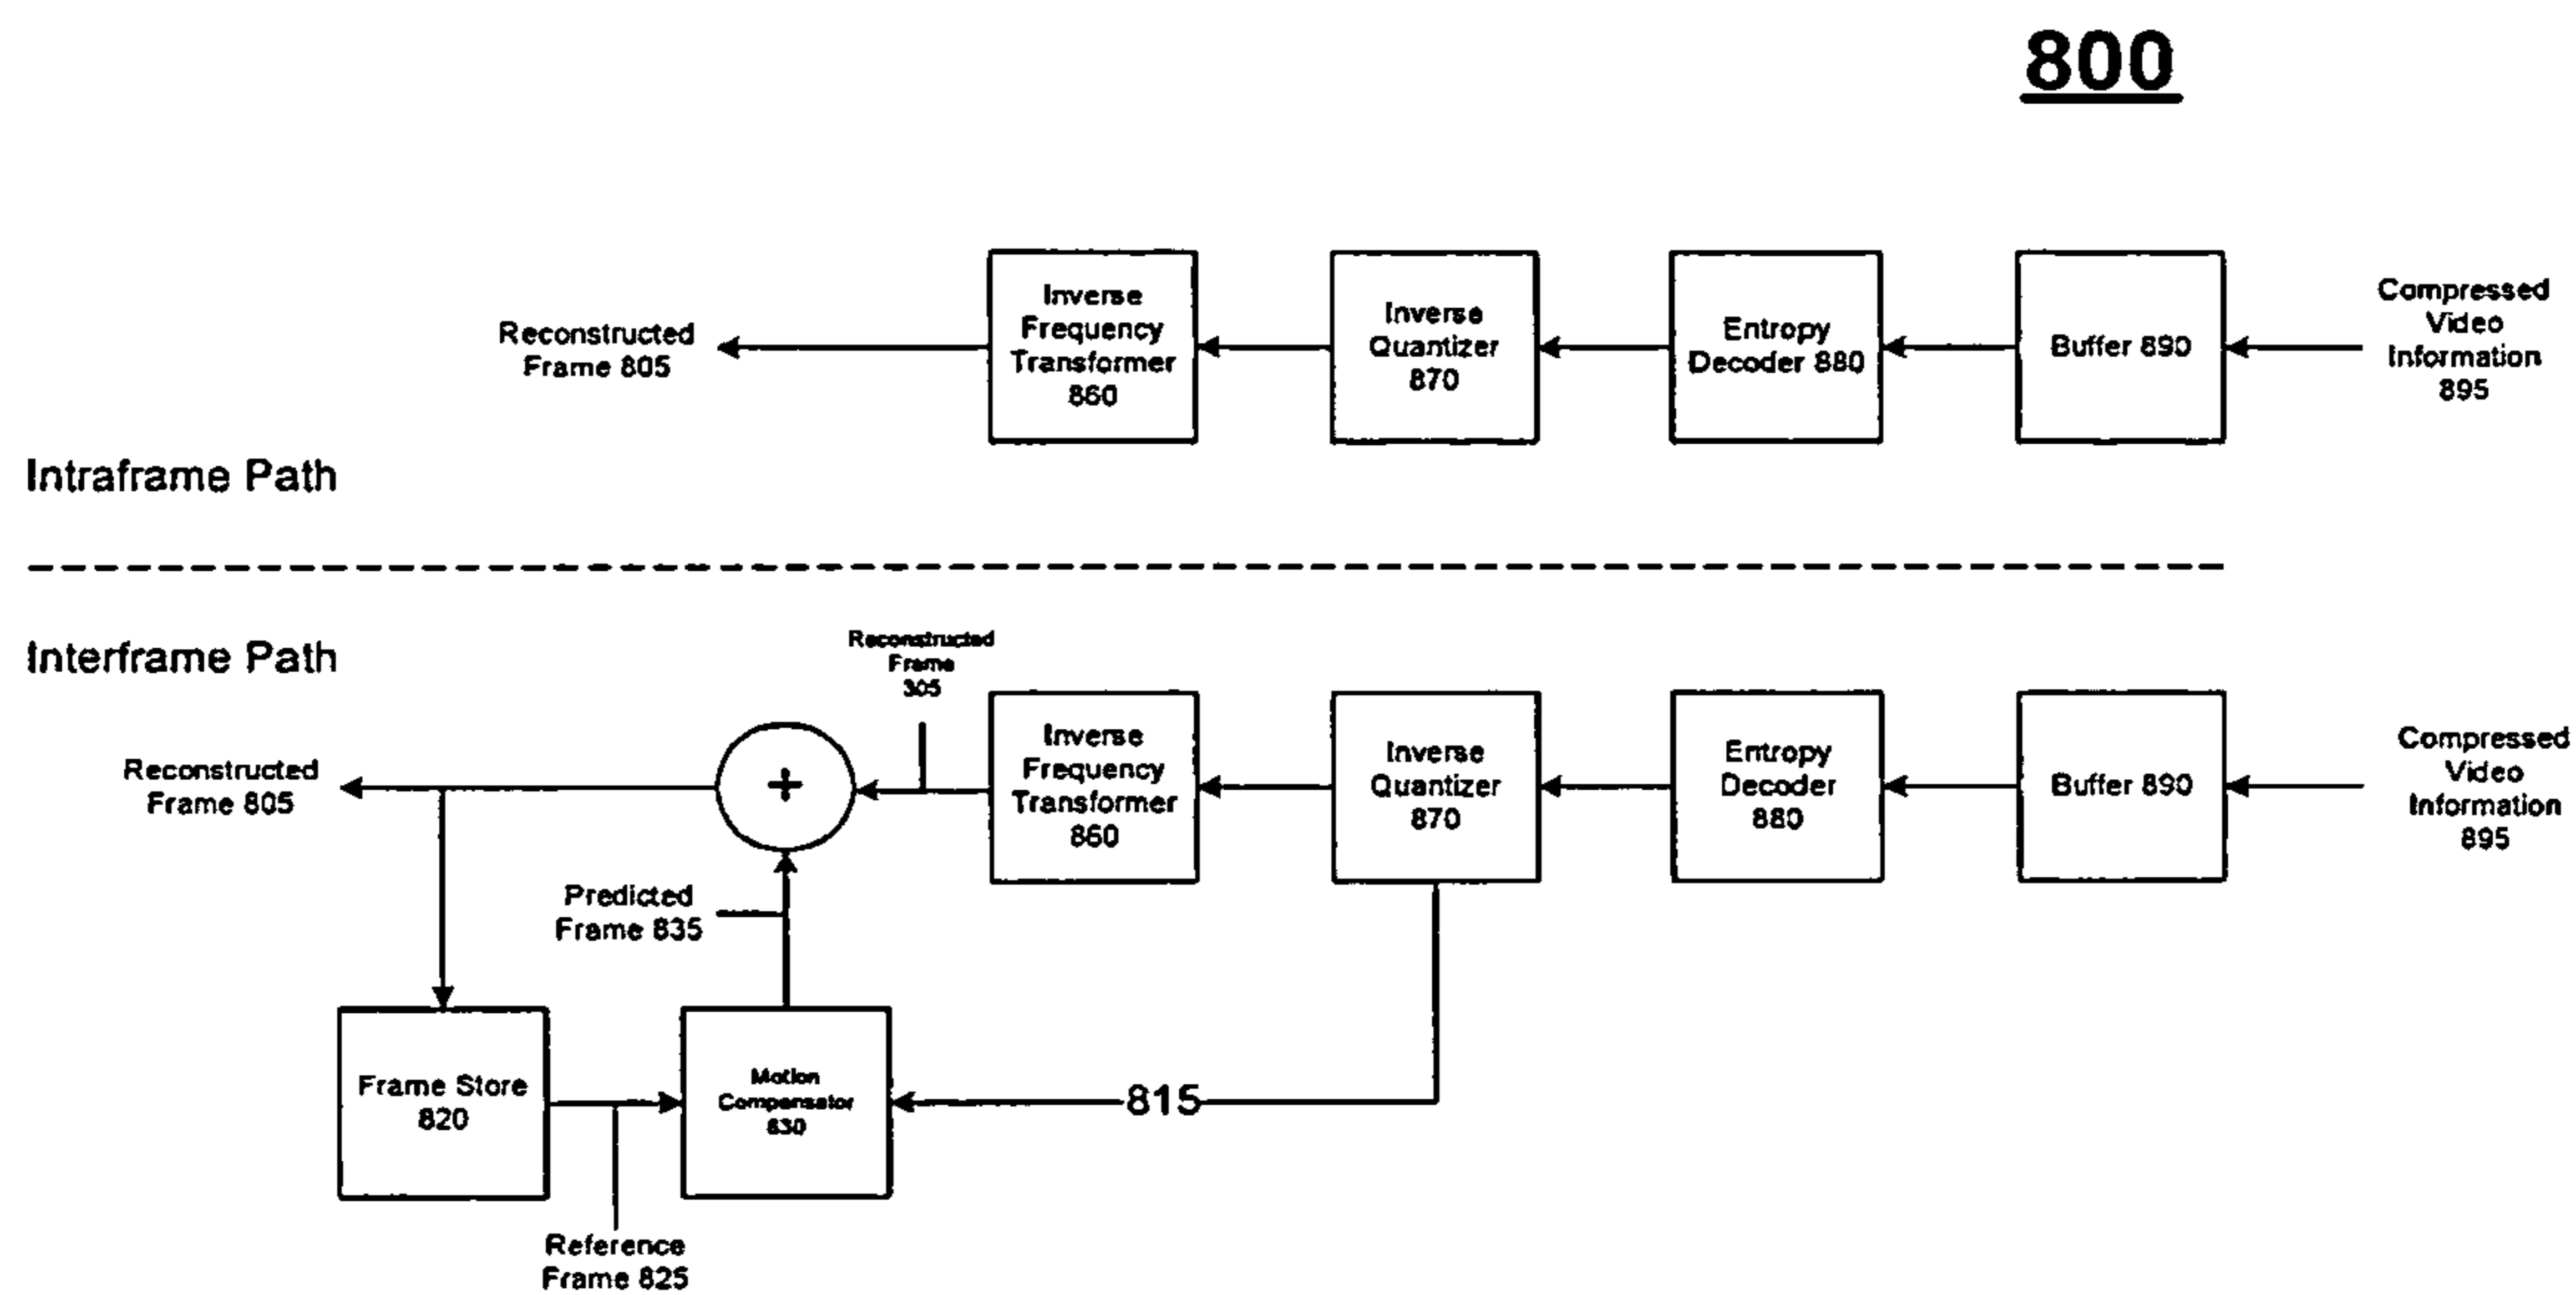 800
Reconstructed
Frame 805
Inverse
Frequency
Transformer
860
Inverse
Quantizer
870
Entropy
Decoder 880
Buffer 890
Compressed
Video
Information
895
Intraframe Path
Interframe Path
Reconstructed
Frame
305
Reconstructed
Frame 805
+
Inverse
Frequency
Transformer
860
Inverse
Quantizer
870
Entropy
Decoder
880
Buffer 890
Compressed
Video
Information
895
Predicted
Frame 835
Frame Store
820
Motion
Compensator
830
815
Reference
Frame 825